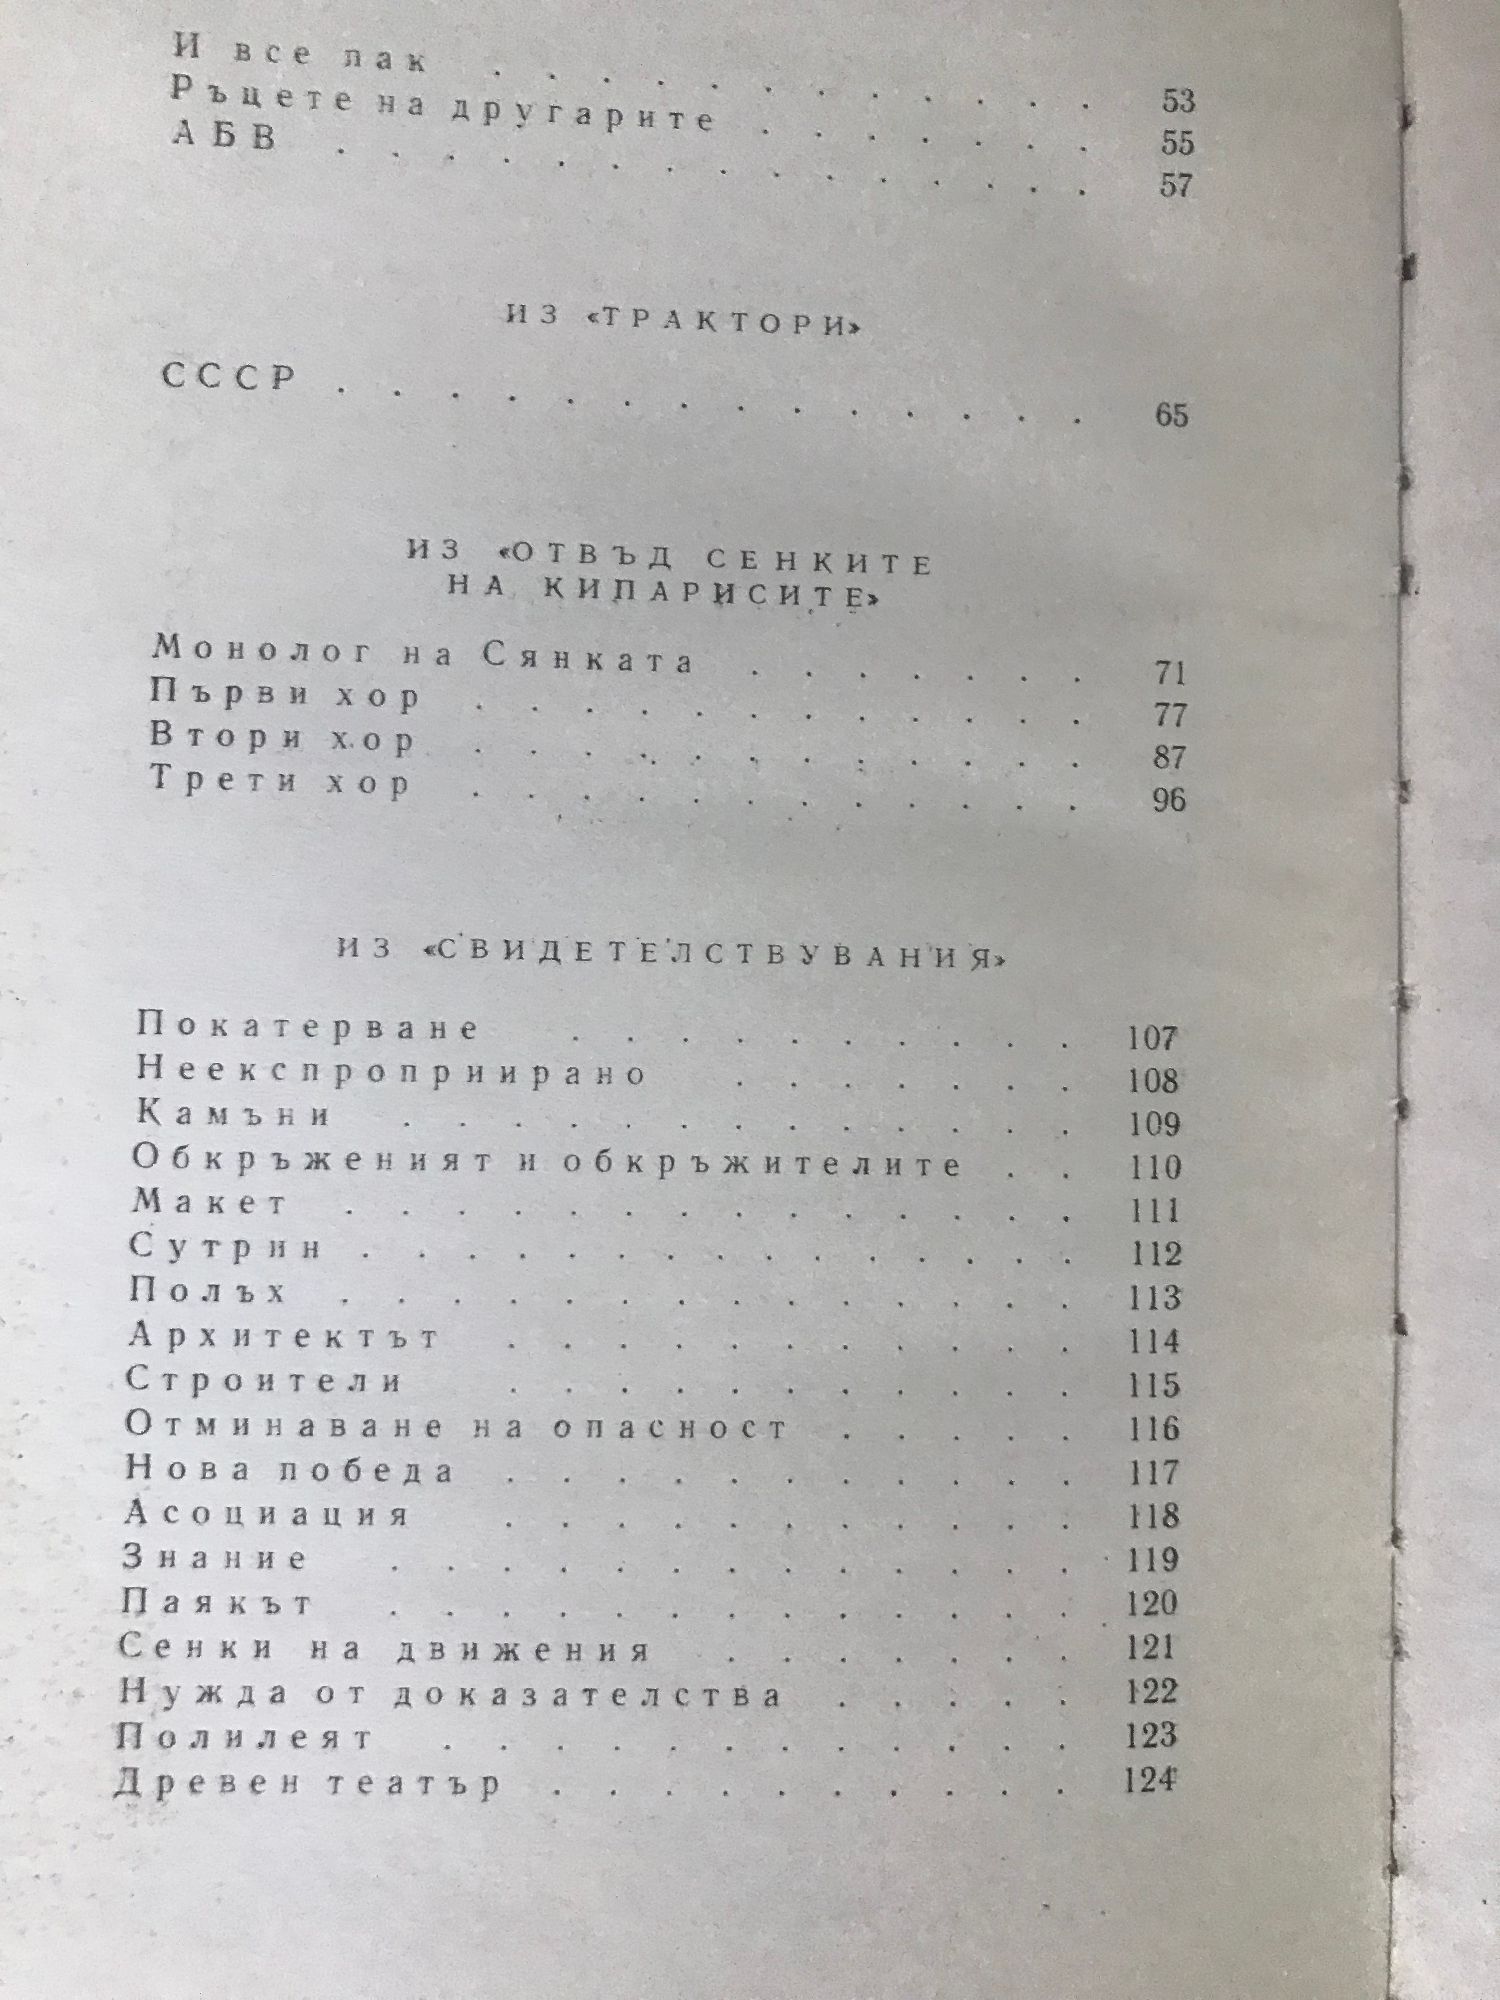 И все пак . . . . . . . . . . . . 53
Ръцете на другарите . . . . . . . 55
АБВ . . . . . . . . . . . . . . 57
ИЗ «ТРАКТОРИ»
СССР . . . . . . . . . . . . . . 65
ИЗ «ОТВЪД СЕНКИТЕ
НА КИПАРИСИТЕ»
Монолог на Сянката . . . . . . . 71
Първи хор . . . . . . . . . . . . 77
Втори хор . . . . . . . . . . . . 87
Трети хор . . . . . . . . . . . . 96
ИЗ «СВИДЕТЕЛСТВУВАНИЯ»
Покатерване . . . . . . . . . . 107
Неекспроприирано . . . . . . . 108
Камъни . . . . . . . . . . . . . 109
Обкръженият и обкръжителите . . 110
Макет . . . . . . . . . . . . . . 111
Сутрин . . . . . . . . . . . . . . 112
Полъх . . . . . . . . . . . . . . 113
Архитектът . . . . . . . . . . . 114
Строители . . . . . . . . . . . 115
Отминаване на опасност . . . . . 116
Нова победа . . . . . . . . . . . 117
Асоциация . . . . . . . . . . . 118
Знание . . . . . . . . . . . . . 119
Паякът . . . . . . . . . . . . . 120
Сенки на движения . . . . . . . 121
Нужда от доказателства . . . . . 122
Полилеят . . . . . . . . . . . . 123
Древен театър . . . . . . . . . . 124